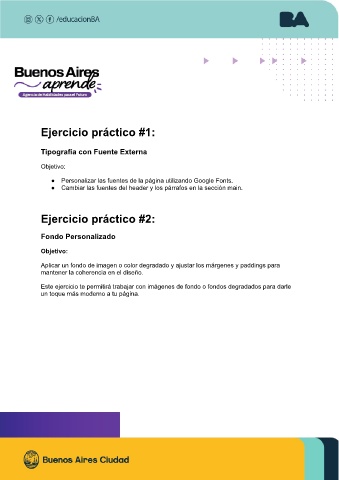 /educacionBA
BA
Buenos Aires
aprende
Agencia de Habilidades para el Futuro
Ejercicio práctico #1:
Tipografía con Fuente Externa
Objetivo:
● Personalizar las fuentes de la página utilizando Google Fonts.
● Cambiar las fuentes del header y los párrafos en la sección main.
Ejercicio práctico #2:
Fondo Personalizado
Objetivo:
Aplicar un fondo de imagen o color degradado y ajustar los márgenes y paddings para
mantener la coherencia en el diseño.
Este ejercicio te permitirá trabajar con imágenes de fondo o fondos degradados para darle
un toque más moderno a tu página.
Buenos Aires Ciudad